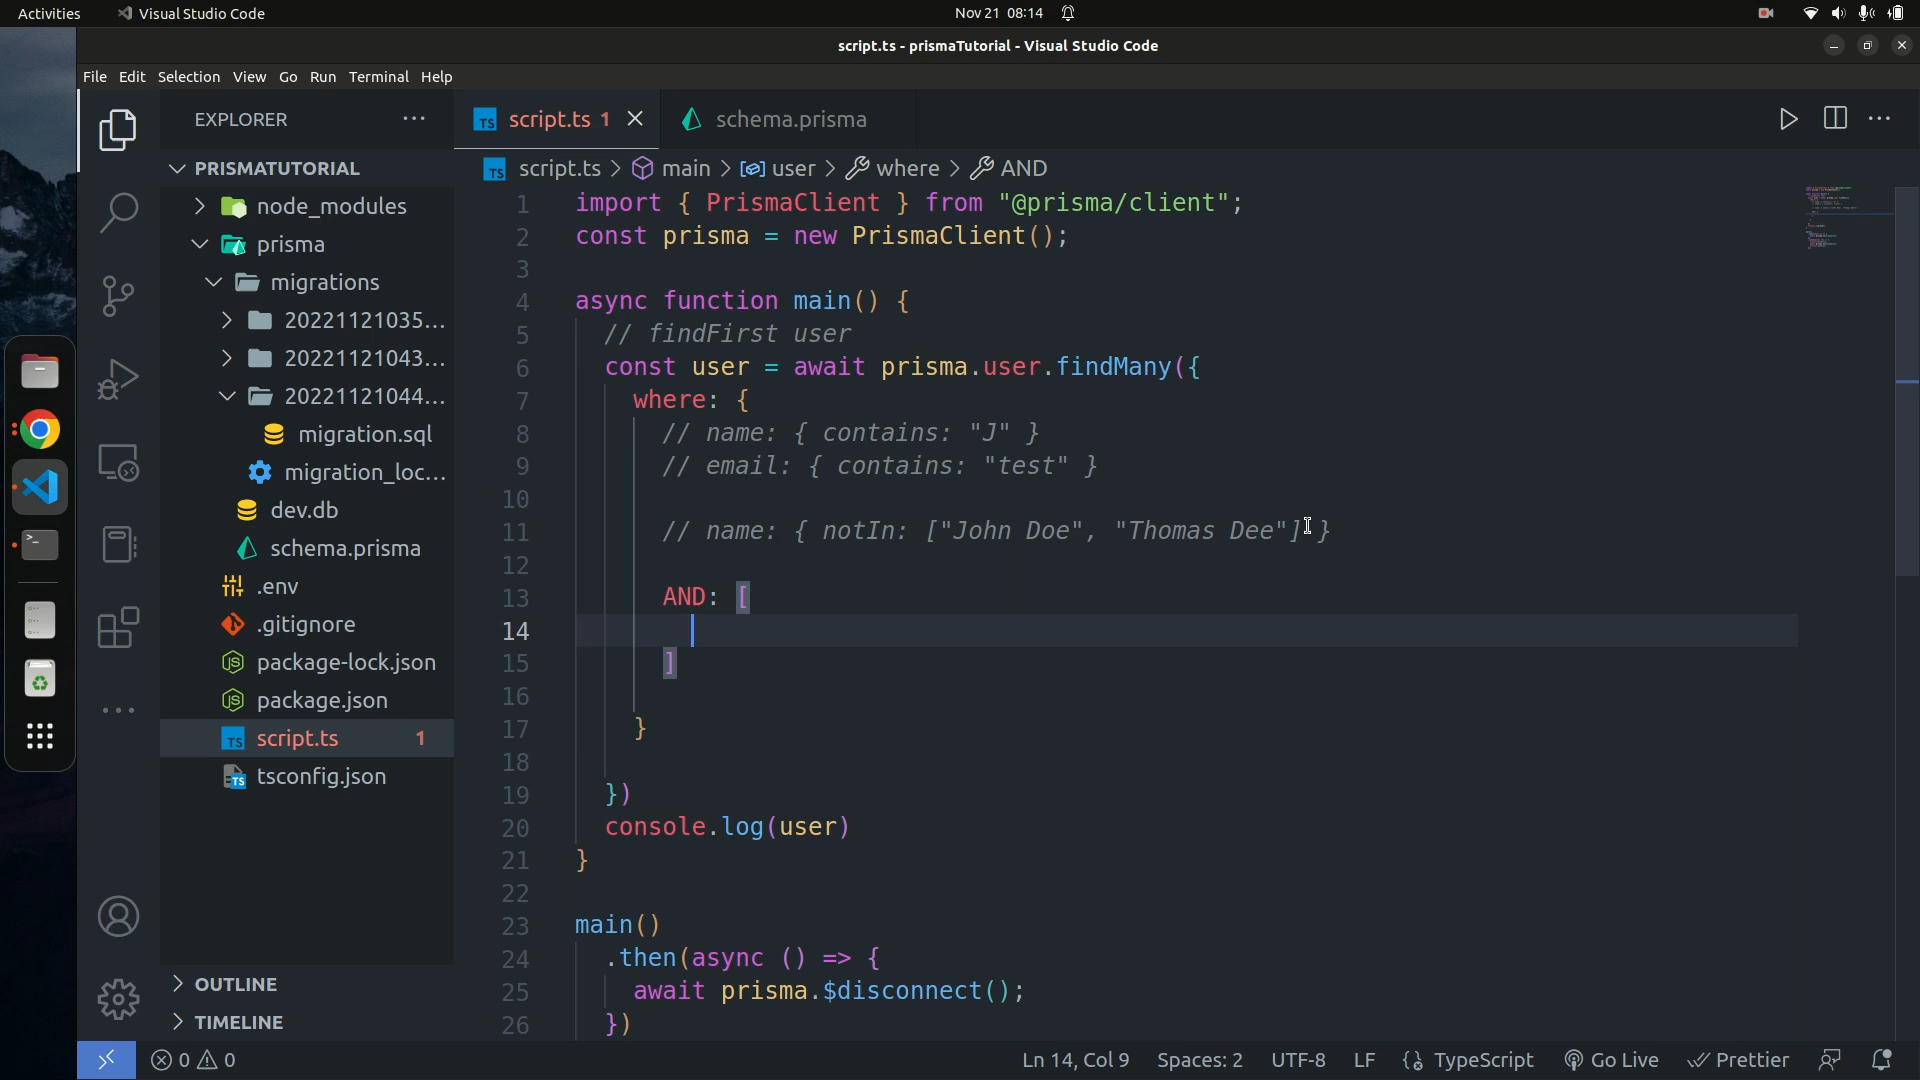 Activities
Visual Studio Code
Nov 21 08:14
script.ts - prismaTutorial - Visual Studio Code
File Edit Selection View Go Run Terminal Help
EXPLORER
script.ts 1
schema.prisma
PRISMATUTORIAL
script.ts > main > user > where > AND
node_modules
prisma
migrations
20221121035...
20221121043...
20221121044...
migration.sql
migration_loc...
dev.db
schema.prisma
.env
.gitignore
package-lock.json
package.json
script.ts 1
tsconfig.json
OUTLINE
TIMELINE
1 import { PrismaClient } from "@prisma/client";
2 const prisma = new PrismaClient();
3
4 async function main() {
5 // findFirst user
6 const user = await prisma.user.findMany({
7 where: {
8 // name: { contains: "J" }
9 // email: { contains: "test" }
10
11 // name: { notIn: ["John Doe", "Thomas Dee"] }
12
13 AND: [
14
15 ]
16
17 }
18
19 })
20 console.log(user)
21 }
22
23 main()
24 .then(async () => {
25 await prisma.$disconnect();
26 })
0 0
Ln 14, Col 9
Spaces: 2
UTF-8
LF
TypeScript
Go Live
Prettier